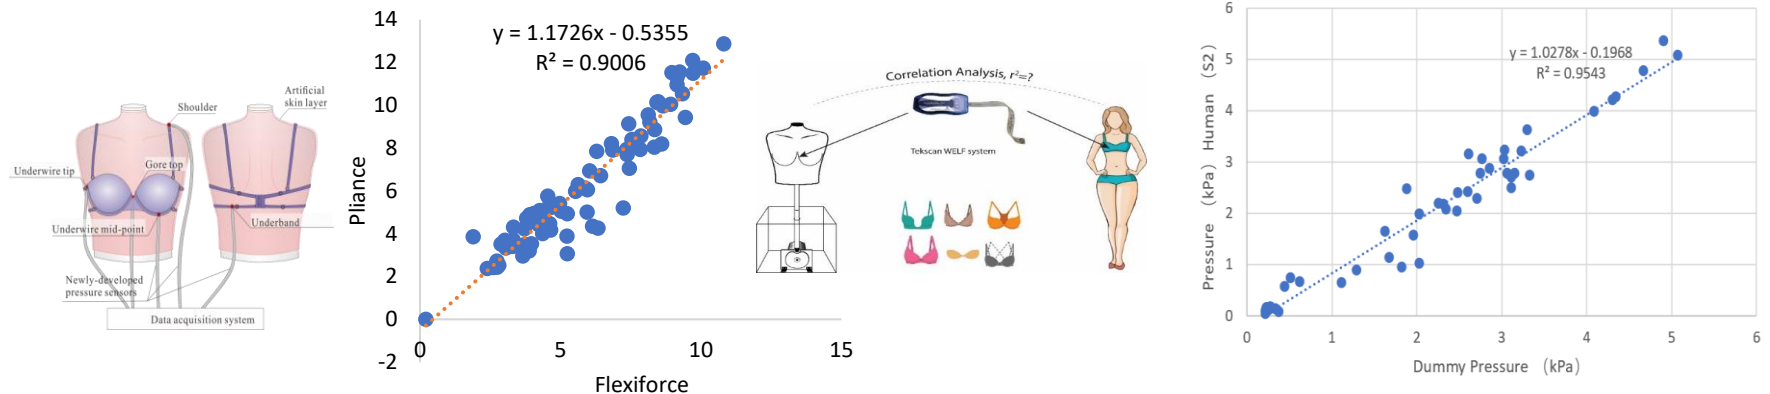 Artificial
skin layer
Shoulder
Gore top
Underwire tip
Underwire mid-point
Underband
Newly-developed
pressure sensors
Data acquisition system
14
12
10
8
6
4
2
0
-2
Pliance
y = 1.1726x - 0.5355
R² = 0.9006
0
5
10
15
Flexiforce
Correlation Analysis, r²=?
Tekscan WELF system
6
5
4
3
2
1
0
Pressure (kPa) Human (S2)
y = 1.0278x - 0.1968
R² = 0.9543
0
1
2
3
4
5
6
Dummy Pressure (kPa)